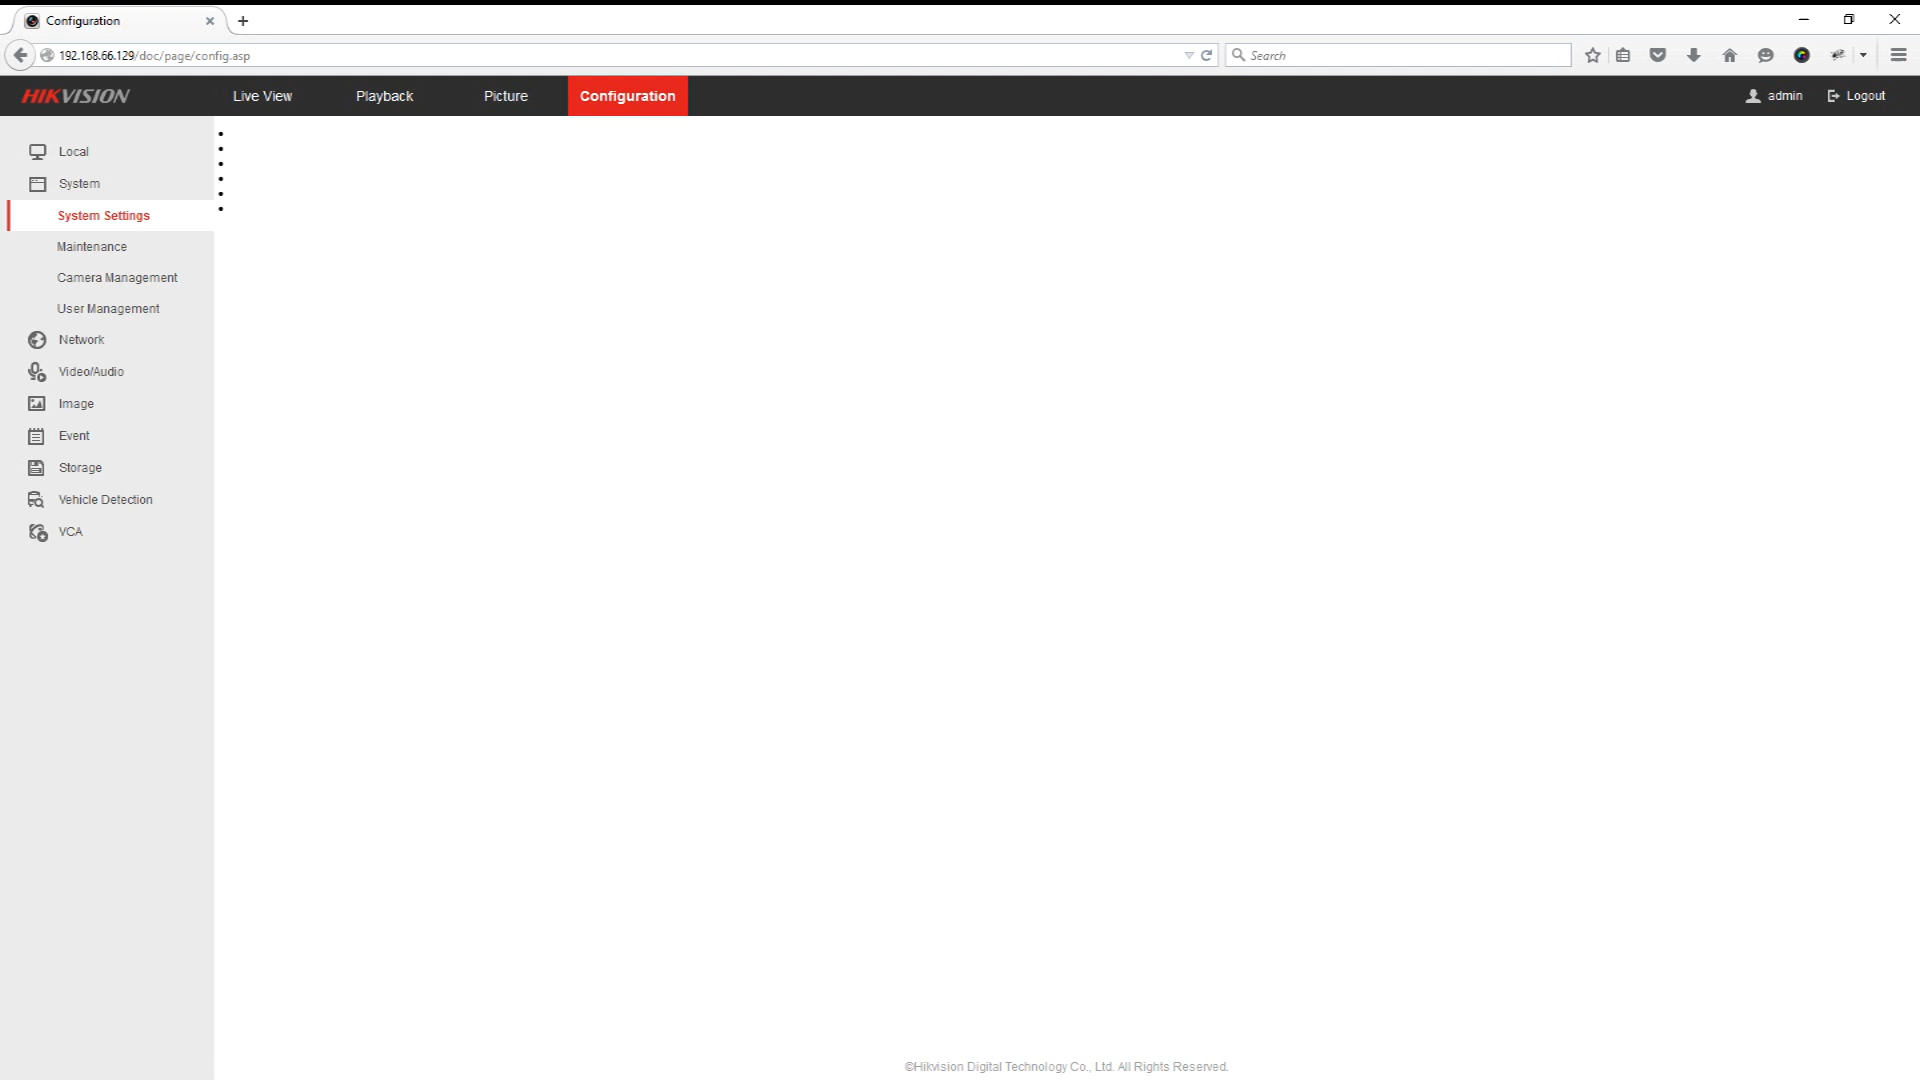 Configuration
192.168.66.129/doc/page/config.asp
Search
HIKVISION
Live View
Playback
Picture
Configuration
admin
Logout
Local
System
System Settings
Maintenance
Camera Management
User Management
Network
Video/Audio
Image
Event
Storage
Vehicle Detection
VCA
©Hikvision Digital Technology Co., Ltd. All Rights Reserved.